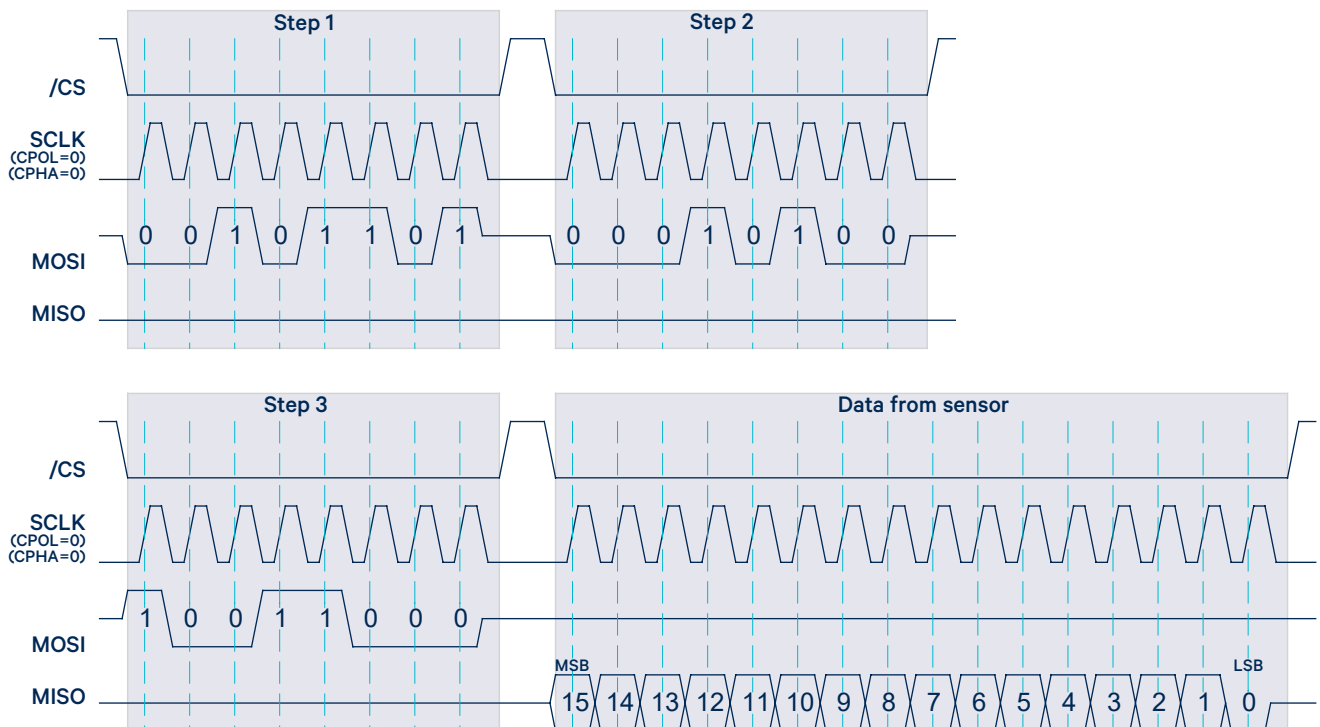 Step 1
Step 2
/CS
SCLK
(CPOL=0)
(CPHA=0)
0 0 1 0 1 1 0 1
0 0 0 1 0 1 0 0
MOSI
MISO
Step 3
Data from sensor
/CS
SCLK
(CPOL=0)
(CPHA=0)
1 0 0 1 1 0 0 0
MOSI
MSB
LSB
MISO
15 14 13 12 11 10 9 8 7 6 5 4 3 2 1 0